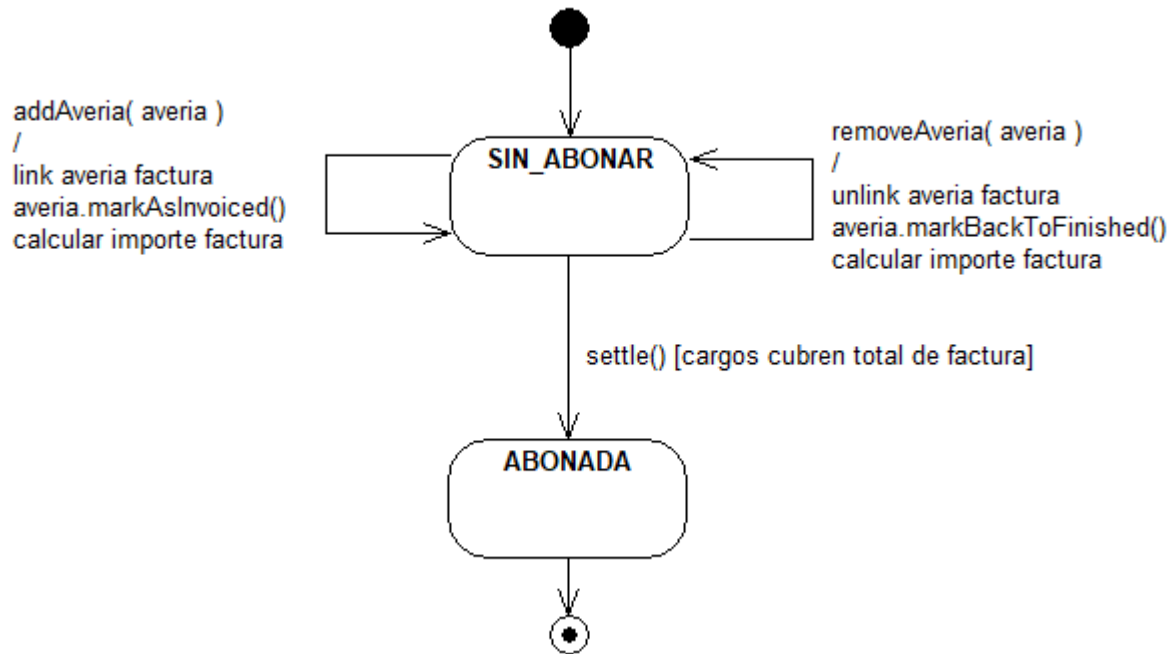 addAveria( averia )
/
link averia factura
averia.markAsInvoiced()
calcular importe factura
SIN_ABONAR
removeAveria( averia )
/
unlink averia factura
averia.markBackToFinished()
calcular importe factura
settle() [cargos cubren total de factura]
ABONADA